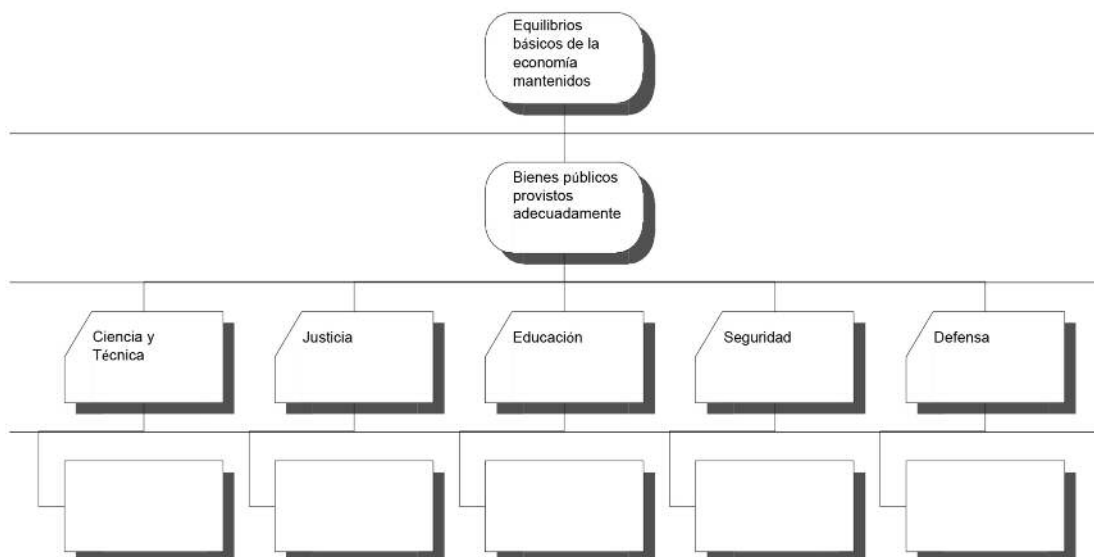 Equilibrios
básicos de la
economía
mantenidos
Bienes públicos
provistos
adecuadamente
Ciencia y
Técnica
Justicia
Educación
Seguridad
Defensa